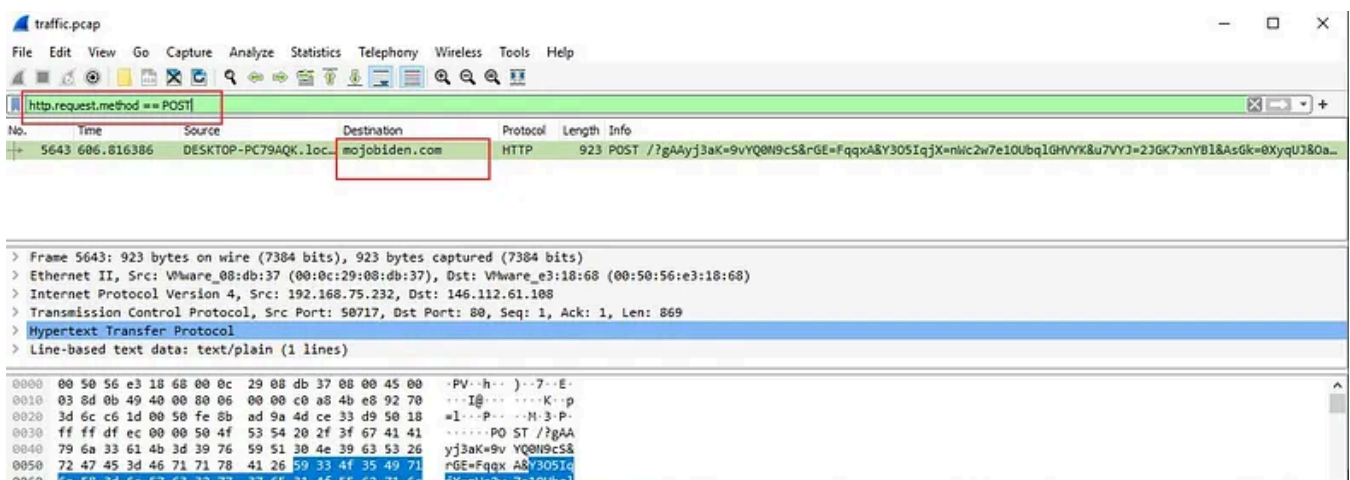 traffic.pcap
File Edit View Go Capture Analyze Statistics Telephony Wireless Tools Help
http.request.method == POST
No. Time Source Destination Protocol Length Info
5643 606.816386 DESKTOP-PC79AQK.loc… mojobiden.com HTTP 923 POST /?gAAyj3aK=9vYQ0N9cS&rGE=FqqxA&Y3O5IqjX=nWc2w7e1OUbqlGHVYK&u7VYJ=2JGK7xnYBl&AsGk=0XyqUJ&Oa…
> Frame 5643: 923 bytes on wire (7384 bits), 923 bytes captured (7384 bits)
> Ethernet II, Src: VMware_08:db:37 (00:0c:29:08:db:37), Dst: VMware_e3:18:68 (00:50:56:e3:18:68)
> Internet Protocol Version 4, Src: 192.168.75.232, Dst: 146.112.61.108
> Transmission Control Protocol, Src Port: 50717, Dst Port: 80, Seq: 1, Ack: 1, Len: 869
> Hypertext Transfer Protocol
> Line-based text data: text/plain (1 lines)
0000 00 50 56 e3 18 68 00 0c 29 08 db 37 08 00 45 00 ·PV··h·· )··7··E·
0010 03 8d 0b 49 40 00 80 06 00 00 c0 a8 4b e8 92 70 ···I@··· ····K··p
0020 3d 6c c6 1d 00 50 fe 8b ad 9a 4d ce 33 d9 50 18 =l···P·· ··M·3·P·
0030 ff ff df ec 00 00 50 4f 53 54 20 2f 3f 67 41 41 ······PO ST /?gAA
0040 79 6a 33 61 4b 3d 39 76 59 51 30 4e 39 63 53 26 yj3aK=9v YQ0N9cS&
0050 72 47 45 3d 46 71 71 78 41 26 59 33 4f 35 49 71 rGE=Fqqx A&Y3O5Iq